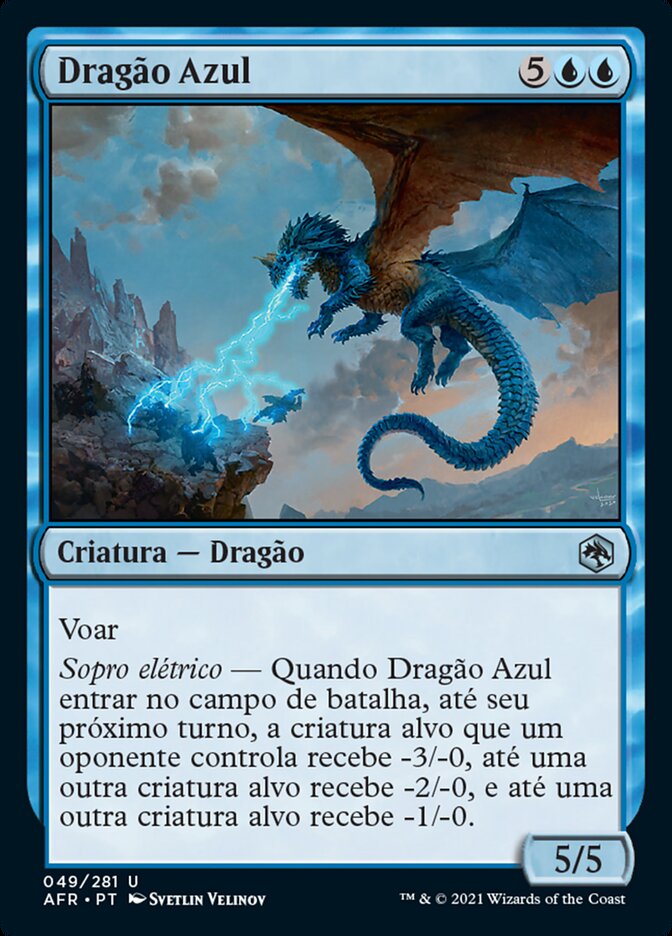 Dragão Azul
5
Criatura — Dragão
Voar
Sopro elétrico — Quando Dragão Azul
entrar no campo de batalha, até seu
próximo turno, a criatura alvo que um
oponente controla recebe -3/-0, até uma
outra criatura alvo recebe -2/-0, e até uma
outra criatura alvo recebe -1/-0.
5/5
049/281 U
AFR • PT Svetlin Velinov
™ & © 2021 Wizards of the Coast